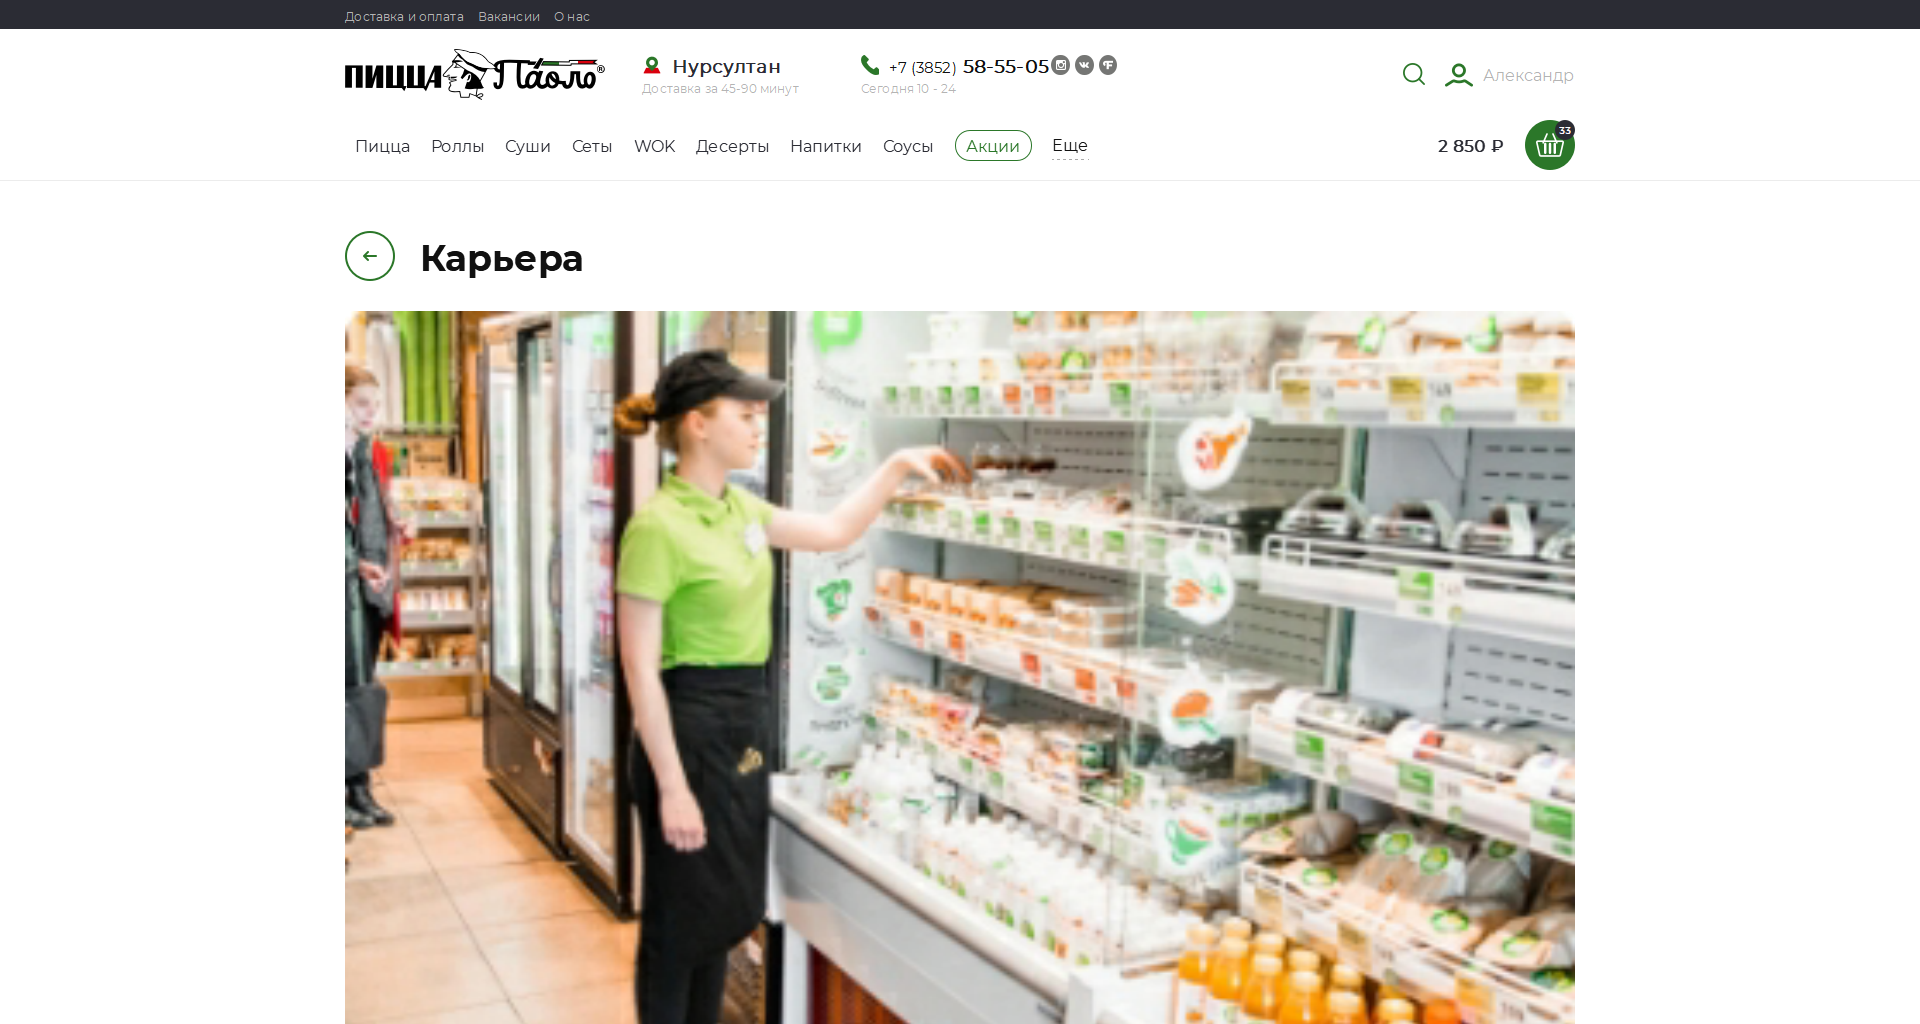 Доставка и оплата Вакансии О нас
ПИЦЦА Паоло®
Нурсултан
Доставка за 45-90 минут
+7 (3852) 58-55-05
Сегодня 10 - 24
Александр
Пицца Роллы Суши Сеты WOK Десерты Напитки Соусы Акции Еще
2 850 ₽
33
Карьера